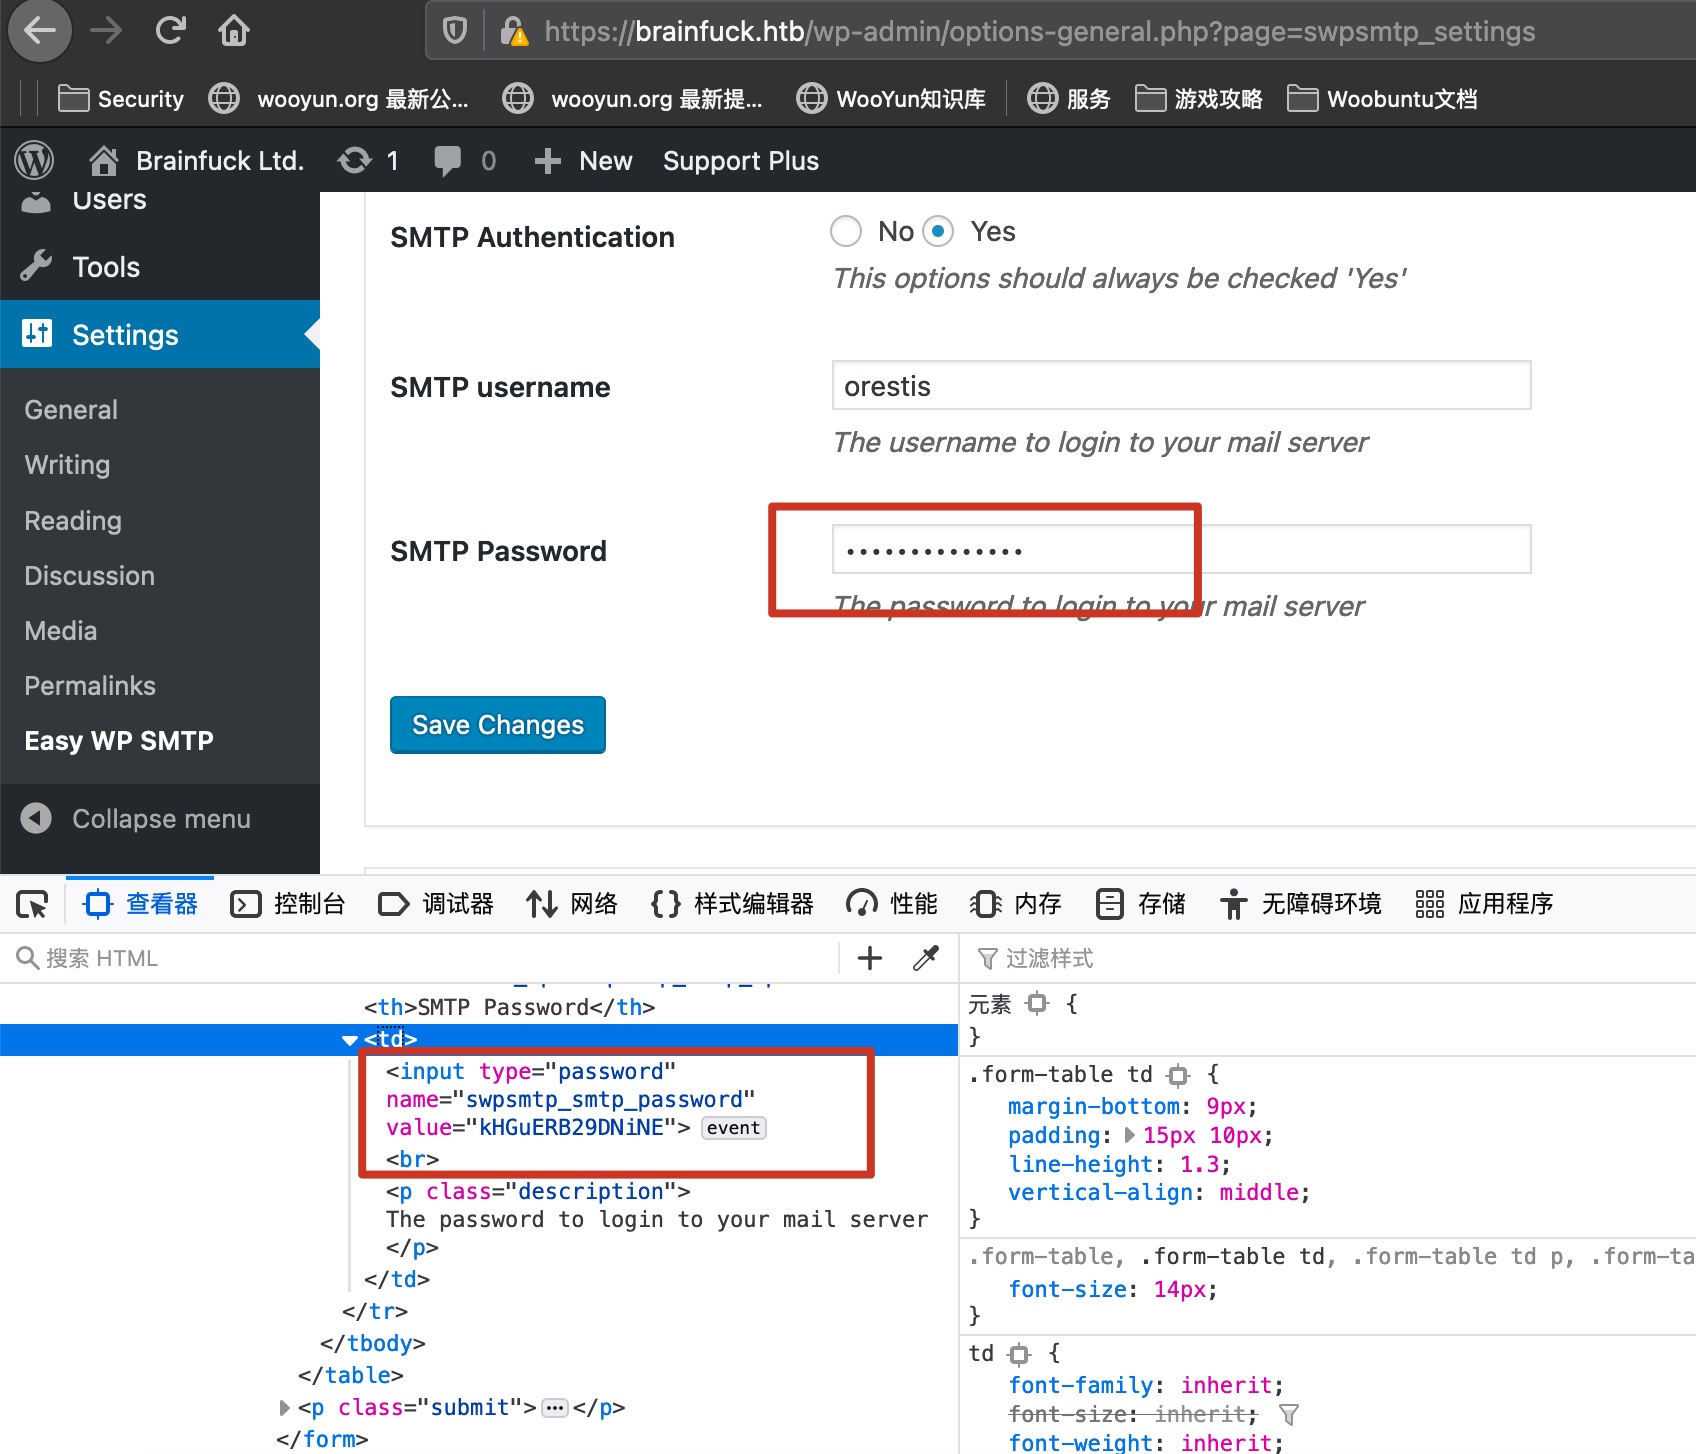 https://brainfuck.htb/wp-admin/options-general.php?page=swpsmtp_settings
Security wooyun.org 最新公... wooyun.org 最新提... WooYun知识库 服务 游戏攻略 Woobuntu文档
Brainfuck Ltd. 1 0 New Support Plus
Users
Tools
Settings
General
Writing
Reading
Discussion
Media
Permalinks
Easy WP SMTP
Collapse menu
SMTP Authentication No Yes
This options should always be checked 'Yes'
SMTP username orestis
The username to login to your mail server
SMTP Password ••••••••••••••
The password to login to your mail server
Save Changes
查看器 控制台 调试器 网络 样式编辑器 性能 内存 存储 无障碍环境 应用程序
搜索 HTML
<th>SMTP Password</th>
<td>
<input type="password"
name="swpsmtp_smtp_password"
value="kHGuERB29DNiNE"> event
<br>
<p class="description">
The password to login to your mail server
</p>
</td>
</tr>
</tbody>
</table>
<p class="submit">…</p>
</form>
过滤样式
元素 {
}
.form-table td {
margin-bottom: 9px;
padding: 15px 10px;
line-height: 1.3;
vertical-align: middle;
}
.form-table, .form-table td, .form-table td p, .form-ta
font-size: 14px;
}
td {
font-family: inherit;
font-size: inherit;
font-weight: inherit;